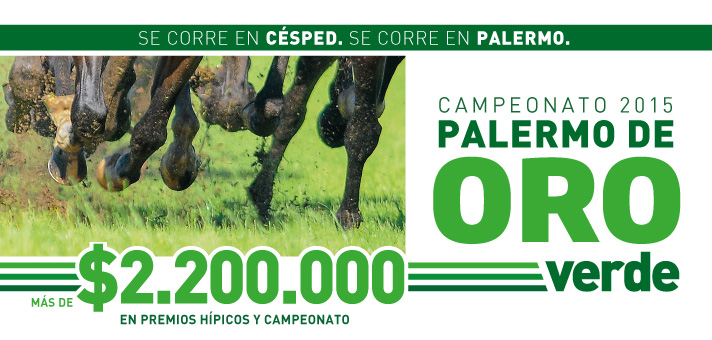 SE CORRE EN CÉSPED. SE CORRE EN PALERMO.
CAMPEONATO 2015
PALERMO DE
ORO
verde
MÁS DE $2.200.000
EN PREMIOS HÍPICOS Y CAMPEONATO